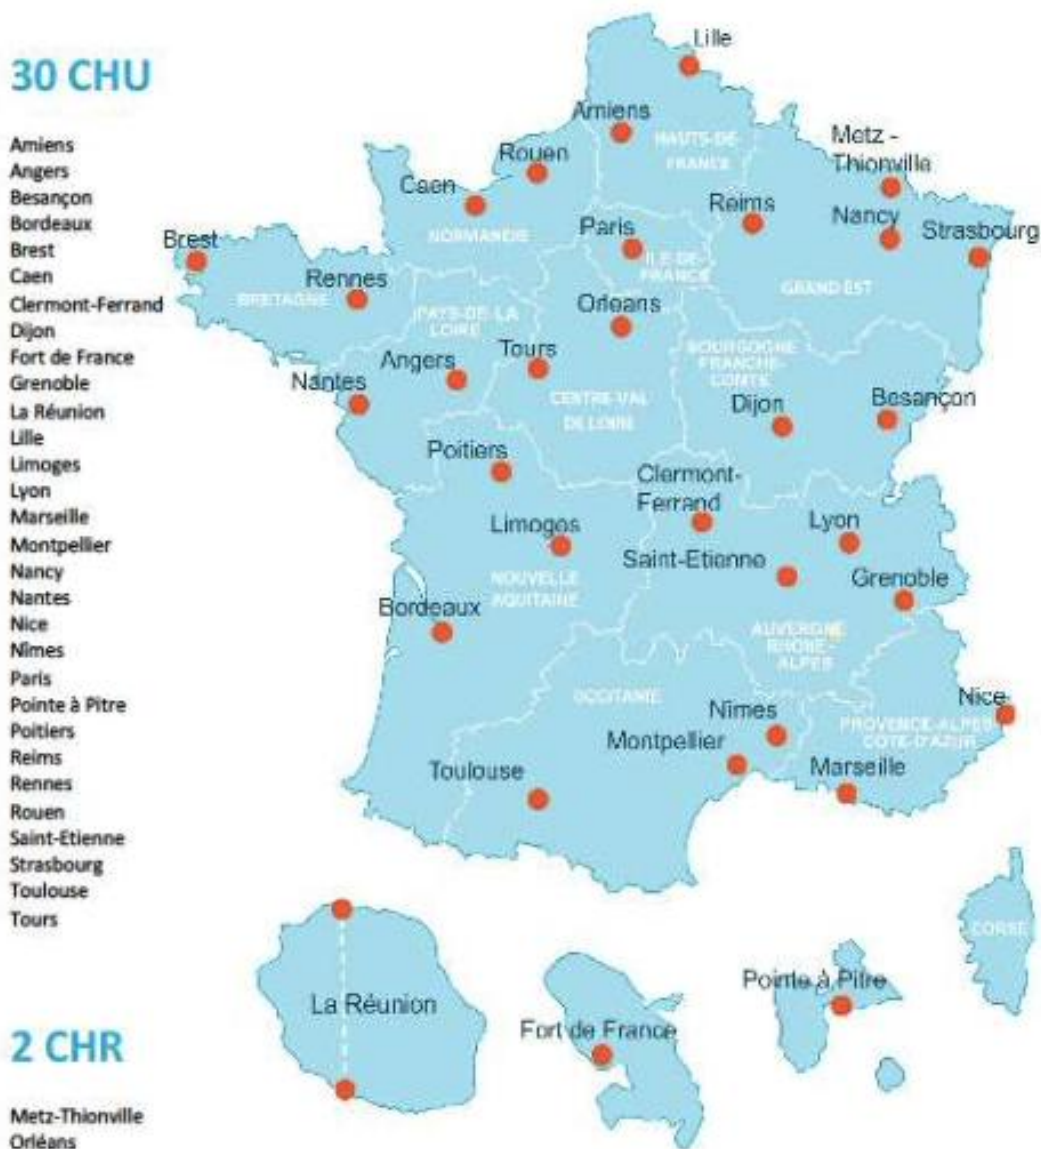 30 CHU
Amiens
Angers
Besançon
Bordeaux
Brest
Caen
Clermont-Ferrand
Dijon
Fort de France
Grenoble
La Réunion
Lille
Limoges
Lyon
Marseille
Montpellier
Nancy
Nantes
Nice
Nîmes
Paris
Pointe à Pitre
Poitiers
Reims
Rennes
Rouen
Saint-Etienne
Strasbourg
Toulouse
Tours
2 CHR
Metz-Thionville
Orléans
Lille
Amiens
HAUTS-DE-
FRANCE
Metz -
Thionville
Rouen
Caen
Reims
Nancy
Strasbourg
Paris
NORMANDIE
Brest
ILE-DE-
FRANCE
Rennes
BRETAGNE
GRAND EST
Orleans
PAYS-DE-LA
LOIRE
Tours
BOURGOGNE
FRANCHE-
COMTE
Angers
Nantes
CENTRE-VAL
DE LOIRE
Dijon
Besançon
Poitiers
Clermont-
Ferrand
Limoges
Lyon
Saint-Etienne
Grenoble
NOUVELLE
AQUITAINE
Bordeaux
AUVERGNE
RHÔNE-
ALPES
OCCITANIE
Nice
Nîmes
PROVENCE-ALPES
COTE-D'AZUR
Montpellier
Marseille
Toulouse
CORSE
La Réunion
Fort de France
Pointe à Pitre